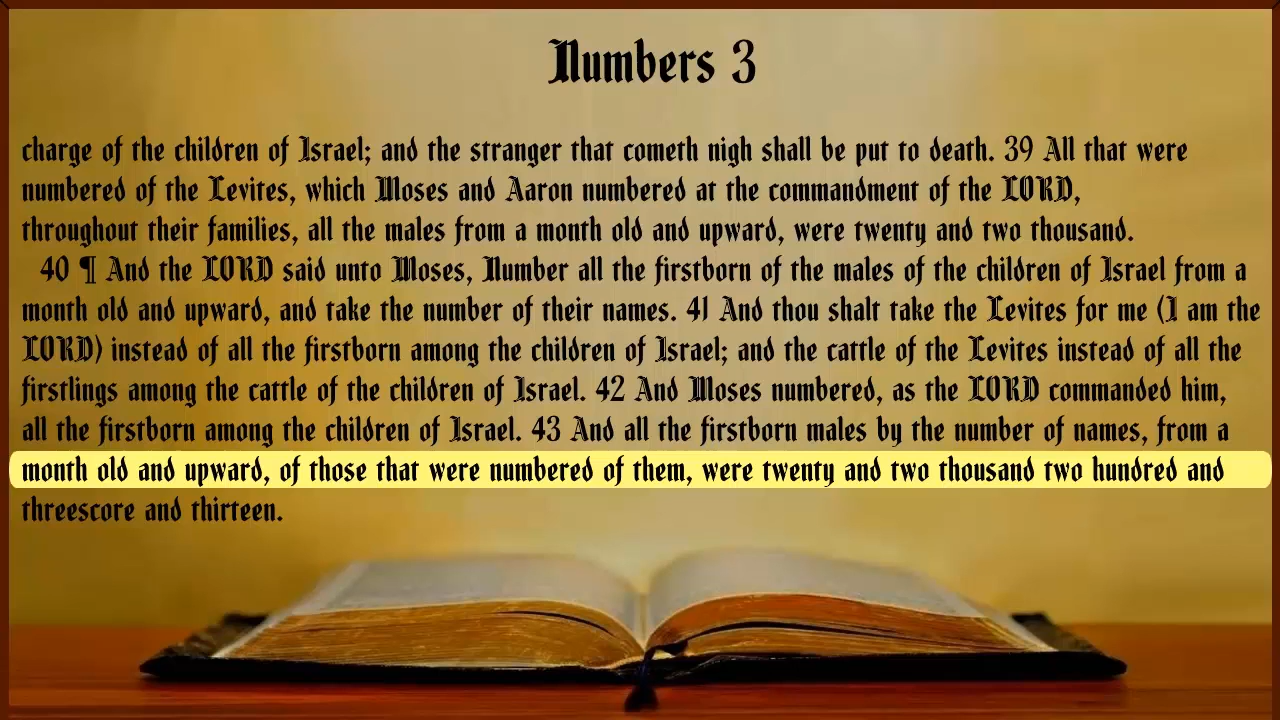 Numbers 3
charge of the children of Israel; and the stranger that cometh nigh shall be put to death. 39 All that were
numbered of the Levites, which Moses and Aaron numbered at the commandment of the LORD,
throughout their families, all the males from a month old and upward, were twenty and two thousand.
40 ¶ And the LORD said unto Moses, Number all the firstborn of the males of the children of Israel from a
month old and upward, and take the number of their names. 41 And thou shalt take the Levites for me (I am the
LORD) instead of all the firstborn among the children of Israel; and the cattle of the Levites instead of all the
firstlings among the cattle of the children of Israel. 42 And Moses numbered, as the LORD commanded him,
all the firstborn among the children of Israel. 43 And all the firstborn males by the number of names, from a
month old and upward, of those that were numbered of them, were twenty and two thousand two hundred and
threescore and thirteen.